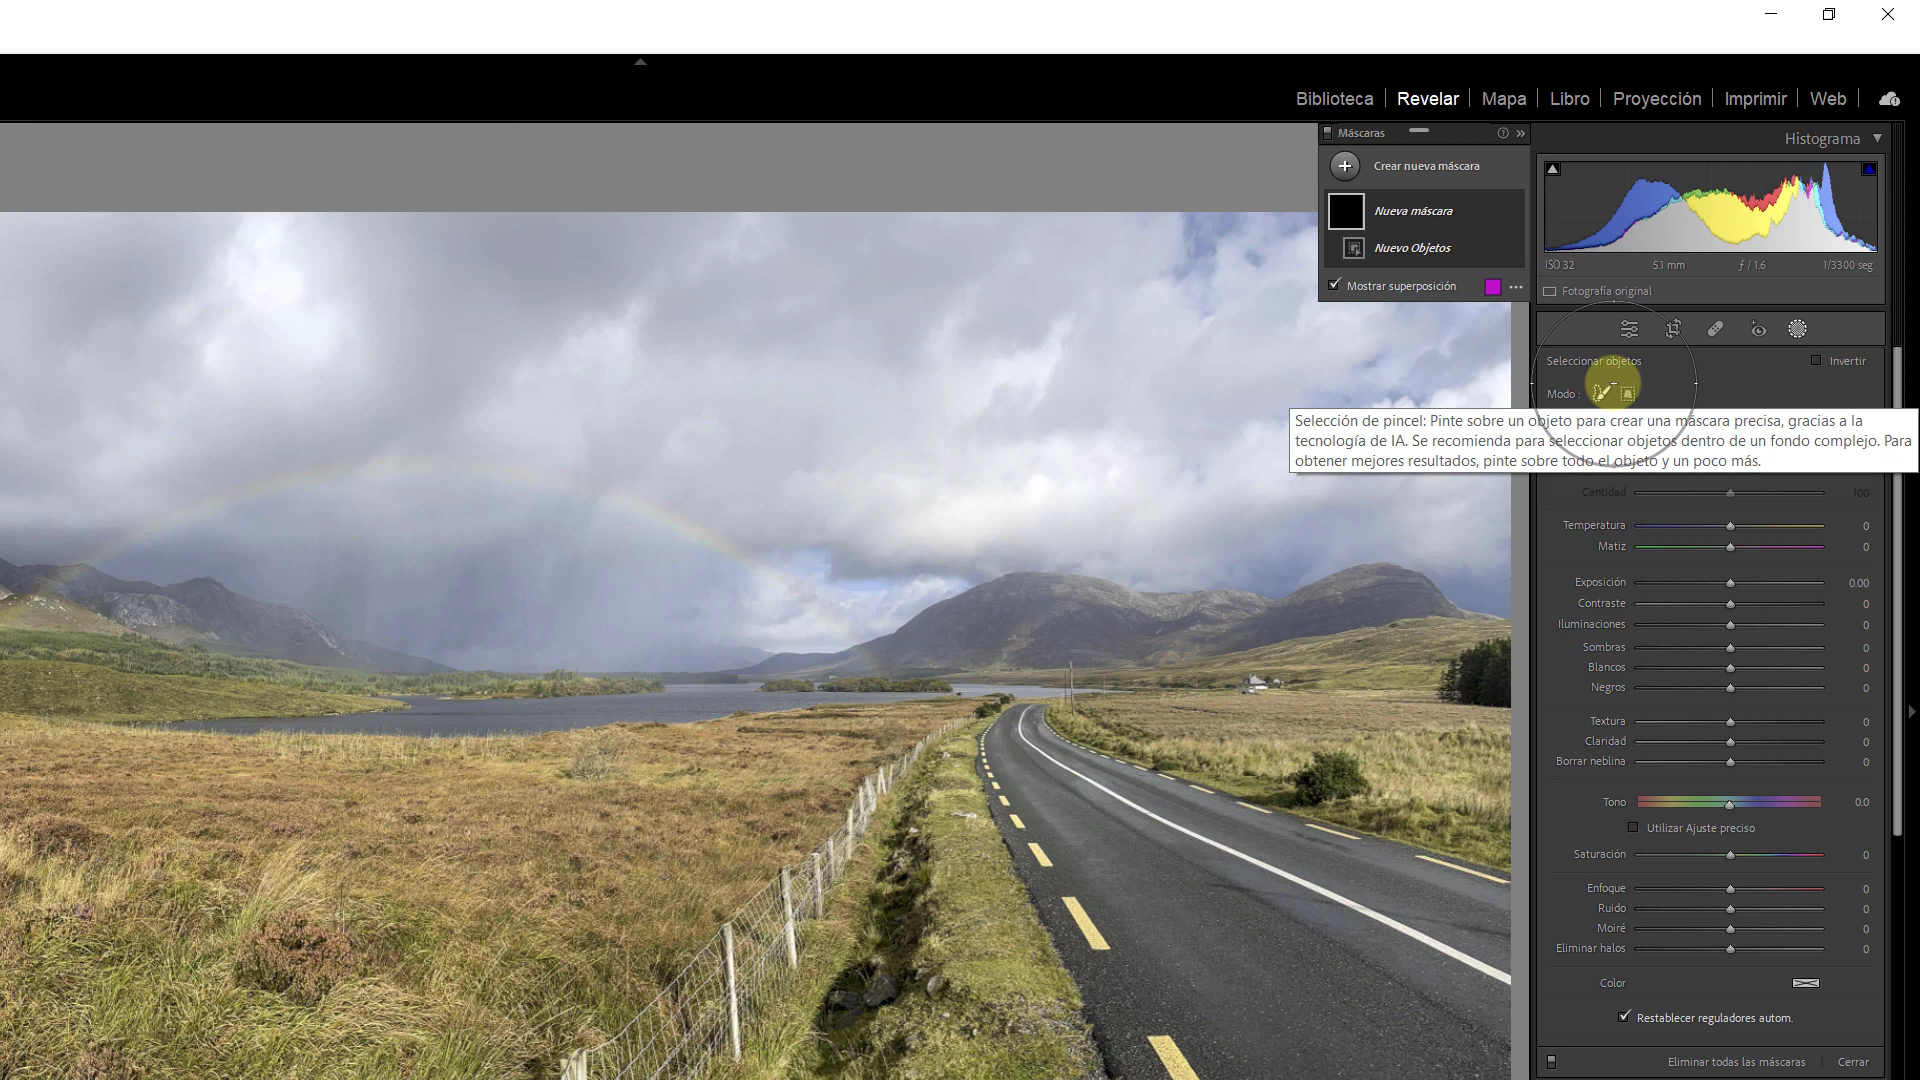 Biblioteca | Revelar | Mapa | Libro | Proyección | Imprimir | Web |
Máscaras
Crear nueva máscara
Nueva máscara
Nuevo Objetos
Mostrar superposición
Histograma
ISO 32 5.1 mm ƒ / 1.6 1/3300 seg.
Fotografía original
Seleccionar objetos Invertir
Modo :
Selección de pincel: Pinte sobre un objeto para crear una máscara precisa, gracias a la
tecnología de IA. Se recomienda para seleccionar objetos dentro de un fondo complejo. Para
obtener mejores resultados, pinte sobre todo el objeto y un poco más.
Cantidad 100
Temperatura 0
Matiz 0
Exposición 0.00
Contraste 0
Iluminaciones 0
Sombras 0
Blancos 0
Negros 0
Textura 0
Claridad 0
Borrar neblina 0
Tono 0.0
Utilizar Ajuste preciso
Saturación 0
Enfoque 0
Ruido 0
Moiré 0
Eliminar halos 0
Color
Restablecer reguladores autom.
Eliminar todas las máscaras Cerrar